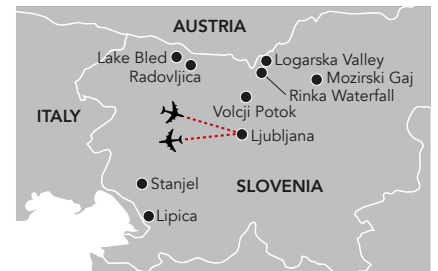 AUSTRIA
Lake Bled
Logarska Valley
Radovljica
Mozirski Gaj
Rinka Waterfall
Volcji Potok
ITALY
Ljubljana
Stanjel
SLOVENIA
Lipica